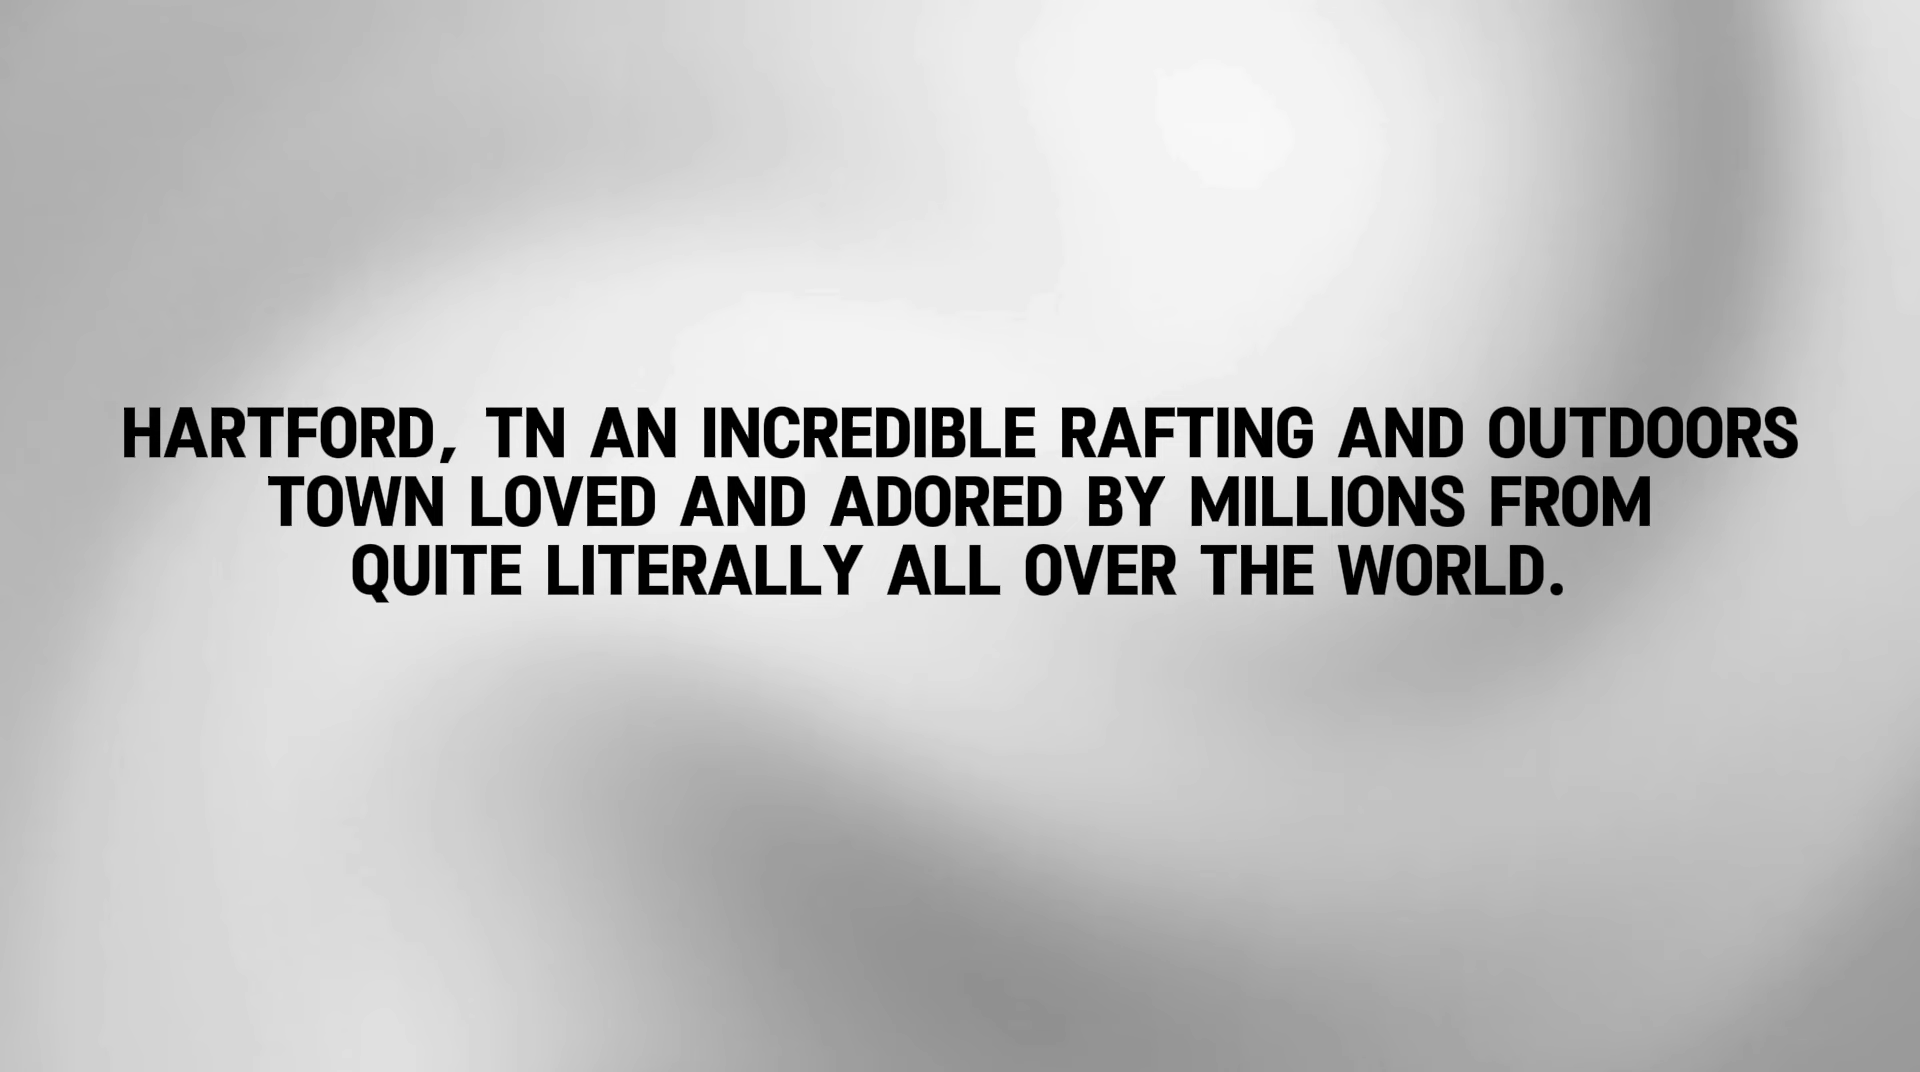 HARTFORD, TN AN INCREDIBLE RAFTING AND OUTDOORS
TOWN LOVED AND ADORED BY MILLIONS FROM
QUITE LITERALLY ALL OVER THE WORLD.